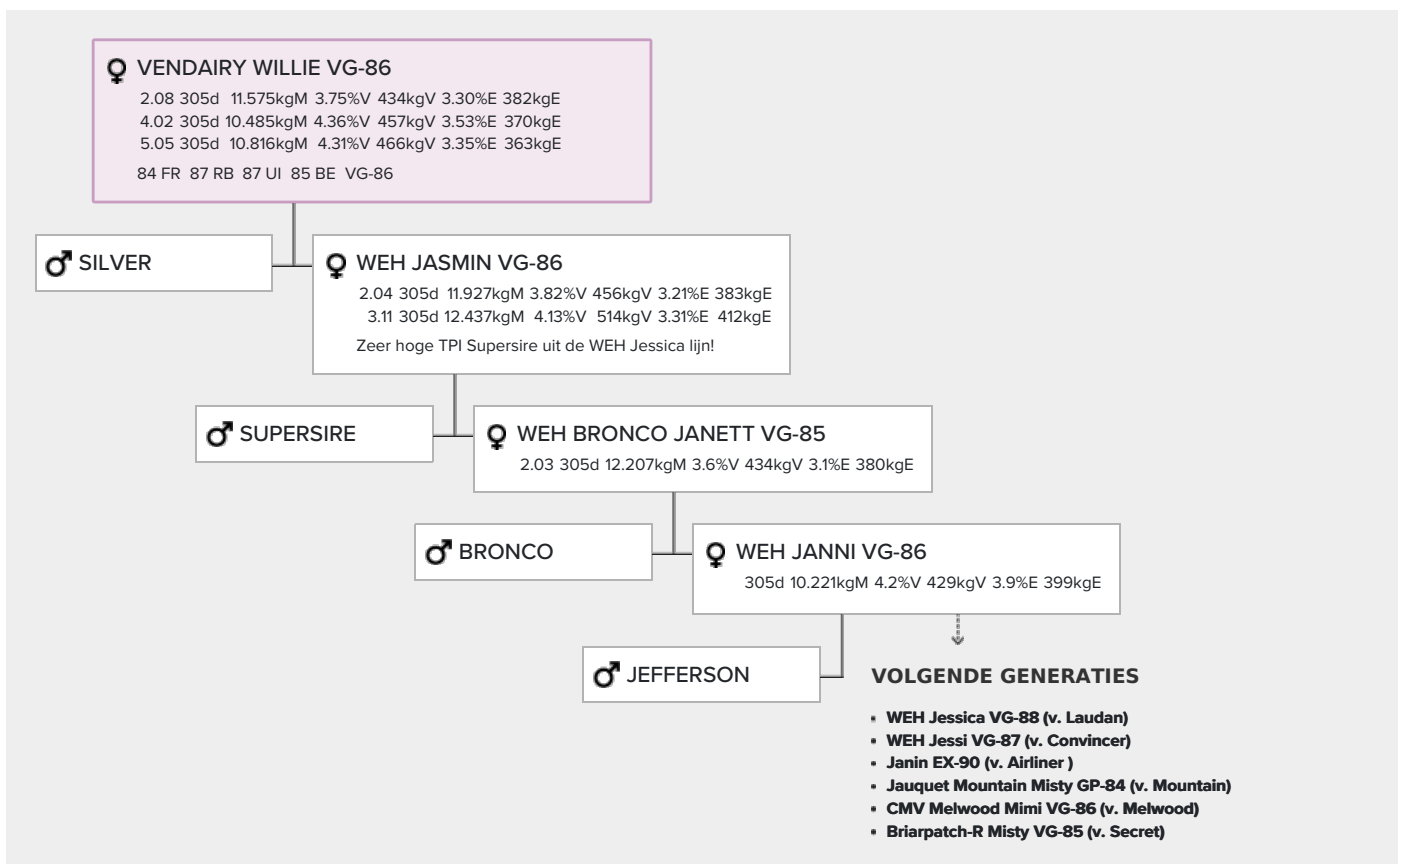 VENDAIRY WILLIE VG-86
2.08 305d 11.575kgM 3.75%V 434kgV 3.30%E 382kgE
4.02 305d 10.485kgM 4.36%V 457kgV 3.53%E 370kgE
5.05 305d 10.816kgM 4.31%V 466kgV 3.35%E 363kgE
84 FR 87 RB 87 UI 85 BE VG-86
SILVER
WEH JASMIN VG-86
2.04 305d 11.927kgM 3.82%V 456kgV 3.21%E 383kgE
3.11 305d 12.437kgM 4.13%V 514kgV 3.31%E 412kgE
Zeer hoge TPI Supersire uit de WEH Jessica lijn!
SUPERSIRE
WEH BRONCO JANETT VG-85
2.03 305d 12.207kgM 3.6%V 434kgV 3.1%E 380kgE
BRONCO
WEH JANNI VG-86
305d 10.221kgM 4.2%V 429kgV 3.9%E 399kgE
JEFFERSON
VOLGENDE GENERATIES
• WEH Jessica VG-88 (v. Laudan)
• WEH Jessi VG-87 (v. Convincer)
• Janin EX-90 (v. Airliner )
• Jauquet Mountain Misty GP-84 (v. Mountain)
• CMV Melwood Mimi VG-86 (v. Melwood)
• Briarpatch-R Misty VG-85 (v. Secret)